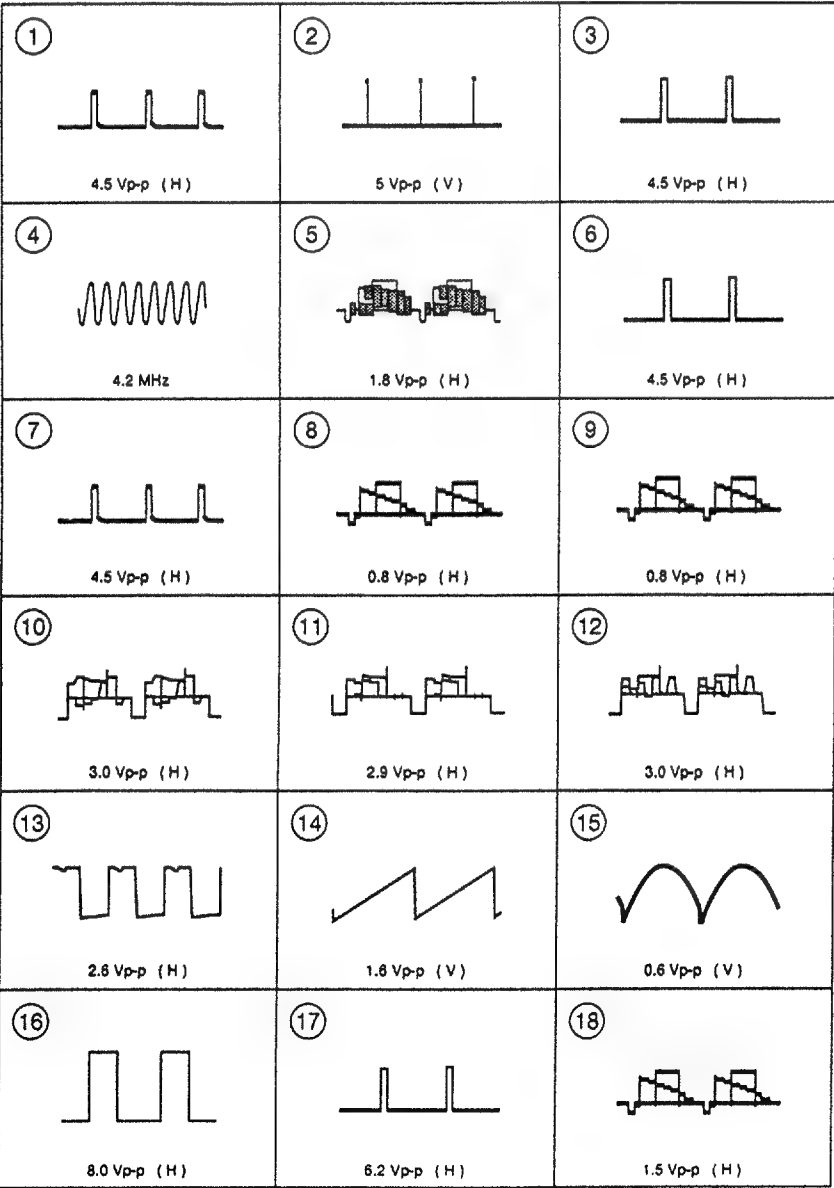 1
2
3
4.5 Vp-p (H)
5 Vp-p (V)
4.5 Vp-p (H)
4
5
6
4.2 MHz
1.8 Vp-p (H)
4.5 Vp-p (H)
7
8
9
4.5 Vp-p (H)
0.8 Vp-p (H)
0.8 Vp-p (H)
10
11
12
3.0 Vp-p (H)
2.9 Vp-p (H)
3.0 Vp-p (H)
13
14
15
2.6 Vp-p (H)
1.6 Vp-p (V)
0.6 Vp-p (V)
16
17
18
8.0 Vp-p (H)
6.2 Vp-p (H)
1.5 Vp-p (H)